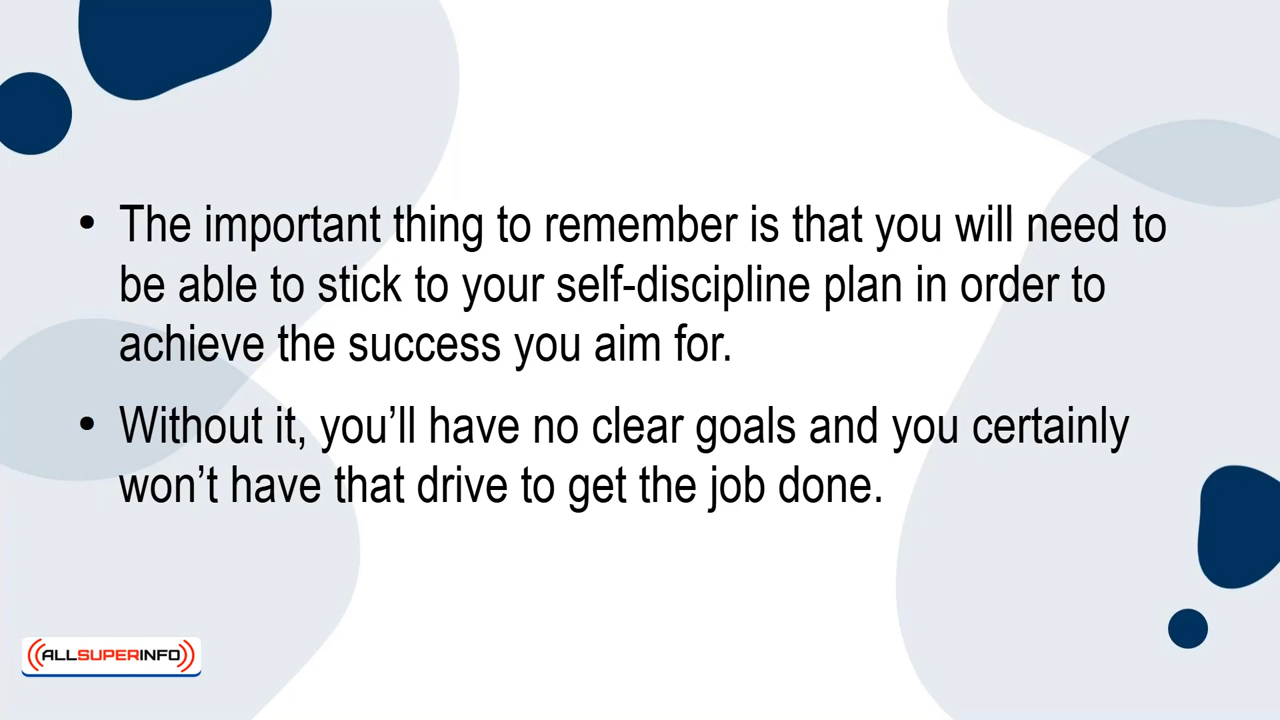 • The important thing to remember is that you will need to
be able to stick to your self-discipline plan in order to
achieve the success you aim for.
• Without it, you’ll have no clear goals and you certainly
won’t have that drive to get the job done.
((ALLSUPERINFO))